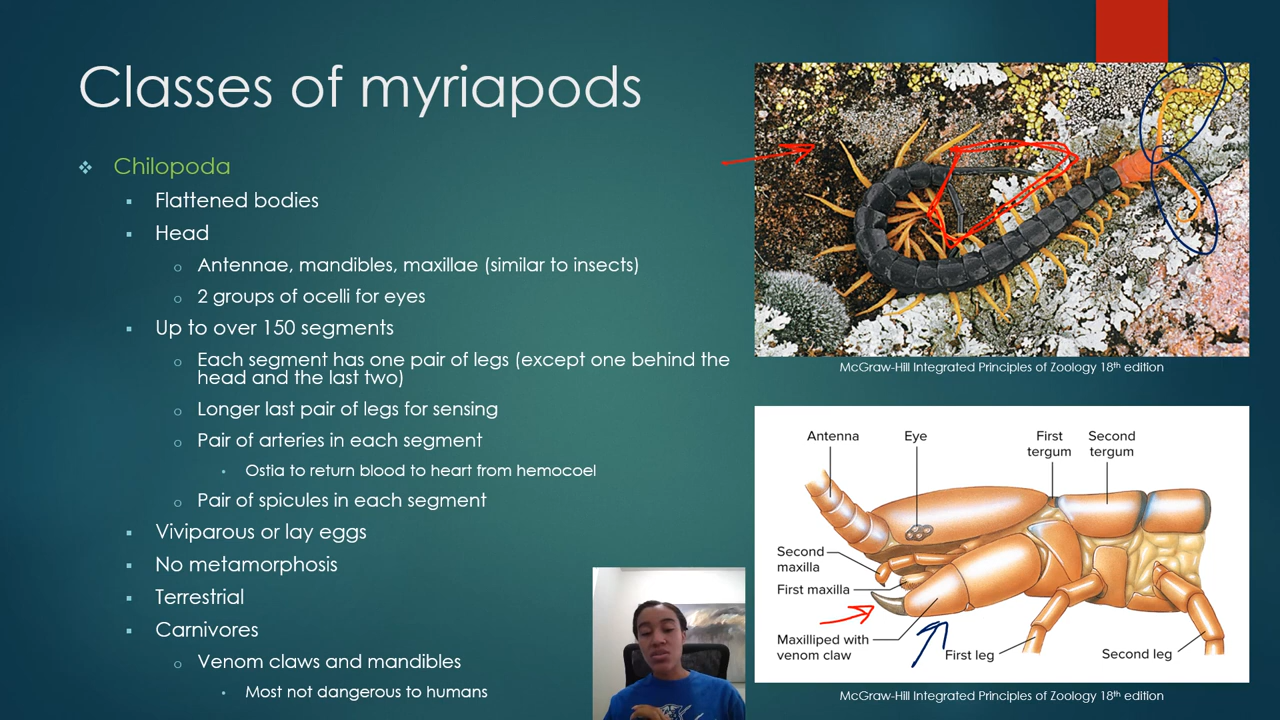 Classes of myriapods
Chilopoda
Flattened bodies
Head
Antennae, mandibles, maxillae (similar to insects)
2 groups of ocelli for eyes
Up to over 150 segments
Each segment has one pair of legs (except one behind the
head and the last two)
Longer last pair of legs for sensing
Pair of arteries in each segment
Ostia to return blood to heart from hemocoel
Pair of spicules in each segment
Viviparous or lay eggs
No metamorphosis
Terrestrial
Carnivores
Venom claws and mandibles
Most not dangerous to humans
McGraw-Hill Integrated Principles of Zoology 18th edition
Antenna
Eye
First
tergum
Second
tergum
Second
maxilla
First maxilla
Maxilliped with
venom claw
First leg
Second leg
McGraw-Hill Integrated Principles of Zoology 18th edition